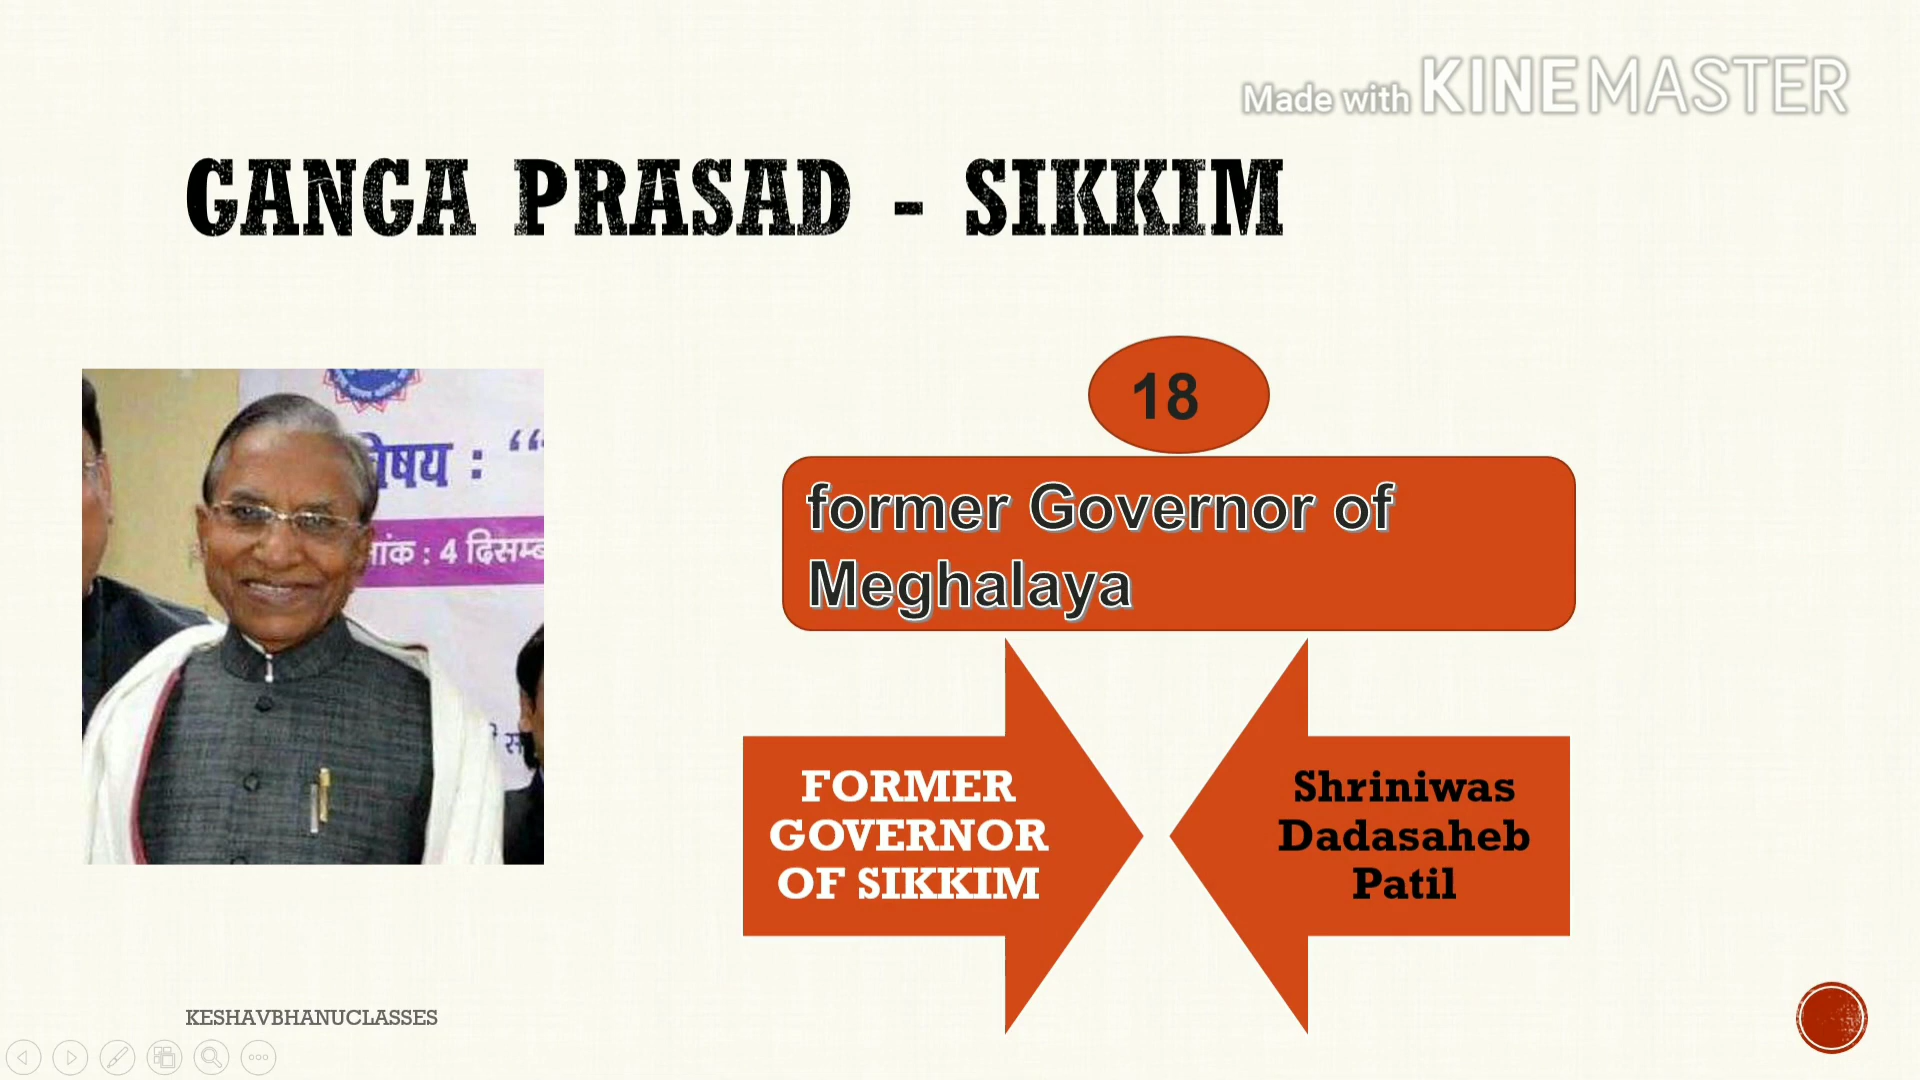 Made with KINEMASTER
GANGA PRASAD - SIKKIM
18
former Governor of
Meghalaya
: “
: 4
FORMER
GOVERNOR
OF SIKKIM
Shriniwas
Dadasaheb
Patil
KESHAVBHANUCLASSES